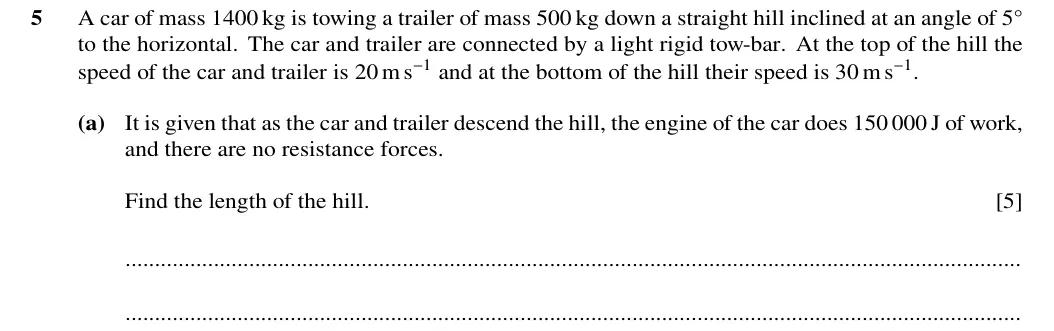 5 A car of mass 1400 kg is towing a trailer of mass 500 kg down a straight hill inclined at an angle of 5°
to the horizontal. The car and trailer are connected by a light rigid tow-bar. At the top of the hill the
speed of the car and trailer is 20 m s⁻¹ and at the bottom of the hill their speed is 30 m s⁻¹.
(a) It is given that as the car and trailer descend the hill, the engine of the car does 150 000 J of work,
and there are no resistance forces.
Find the length of the hill. [5]